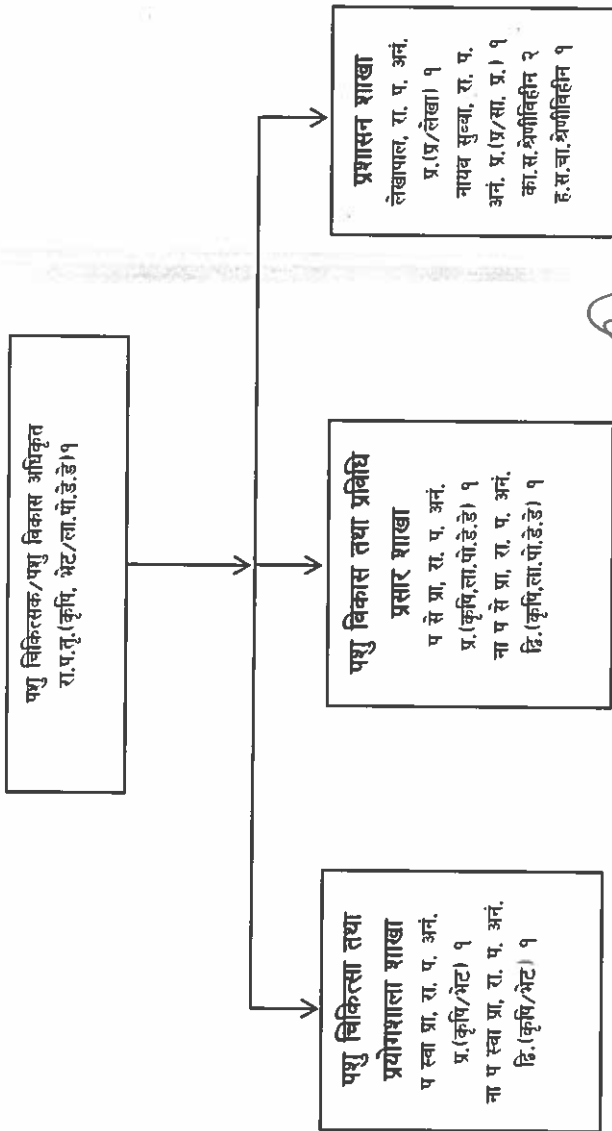 पशु चिकित्सक/पशु विकास अधिकृत
रा.प.तृ.(कृषि, भेट/ला.पो.डे.डे)१
पशु चिकित्सा तथा
प्रयोगशाला शाखा
प स्वा प्रा, रा. प. अनं.
प्र.(कृषि/भेट) १
ना प स्वा प्रा, रा. प. अनं.
द्वि.(कृषि/भेट) १
पशु विकास तथा प्रविधि
प्रसार शाखा
प से प्रा, रा. प. अनं.
प्र.(कृषि,ला.पो.डे.डे) १
ना प से प्रा, रा. प. अनं.
द्वि.(कृषि,ला.पो.डे.डे) १
प्रशासन शाखा
लेखापाल, रा. प. अनं.
प्र.(प्र/लेखा) १
नायव सुब्बा, रा. प.
अनं. प्र.(प्र/सा. प्र.) १
का.स.श्रेणीविहीन २
ह.स.चा.श्रेणीविहीन १